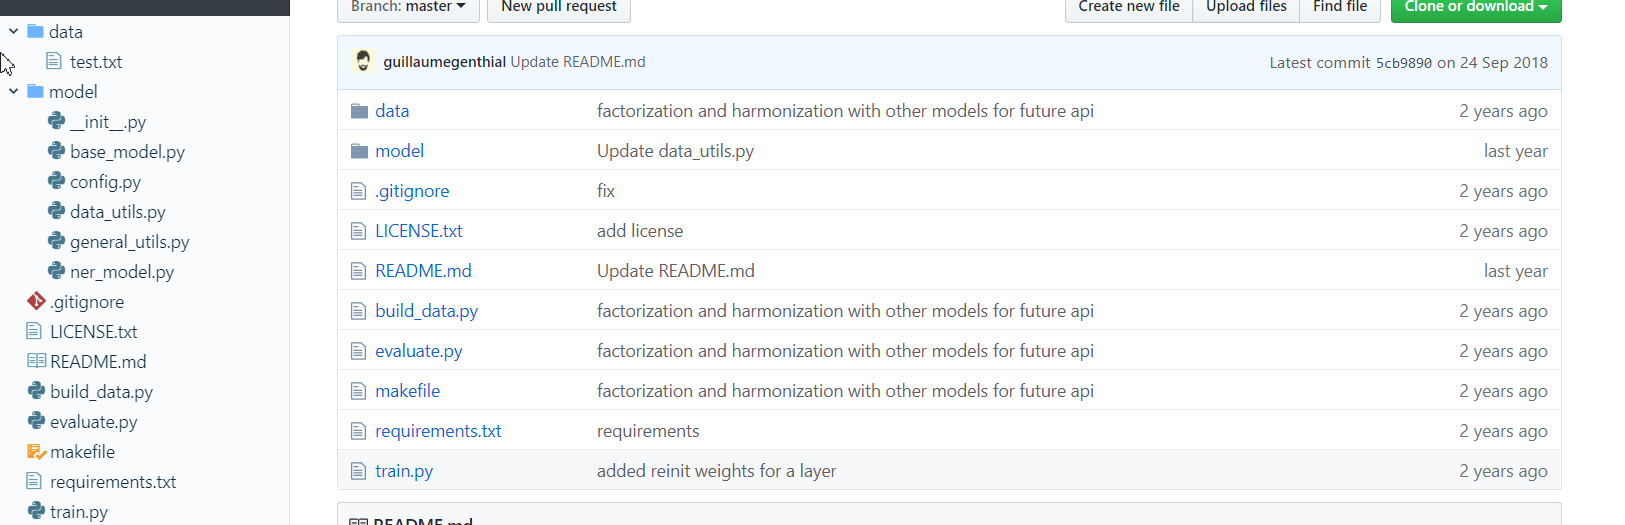 Branch: master
New pull request
Create new file
Upload files
Find file
Clone or download
data
test.txt
model
__init__.py
base_model.py
config.py
data_utils.py
general_utils.py
ner_model.py
.gitignore
LICENSE.txt
README.md
build_data.py
evaluate.py
makefile
requirements.txt
train.py
guillaumegenthial Update README.md
Latest commit 5cb9890 on 24 Sep 2018
data factorization and harmonization with other models for future api 2 years ago
model Update data_utils.py last year
.gitignore fix 2 years ago
LICENSE.txt add license 2 years ago
README.md Update README.md last year
build_data.py factorization and harmonization with other models for future api 2 years ago
evaluate.py factorization and harmonization with other models for future api 2 years ago
makefile factorization and harmonization with other models for future api 2 years ago
requirements.txt requirements 2 years ago
train.py added reinit weights for a layer 2 years ago
README.md